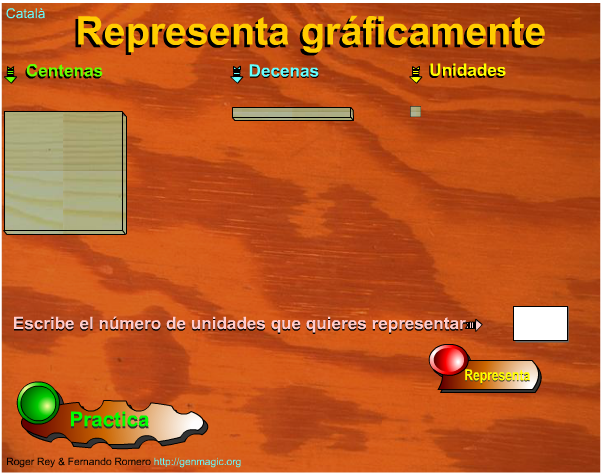 Català
Representa gráficamente
Centenas
Decenas
Unidades
Escribe el número de unidades que quieres representar
Representa
Practica
Roger Rey & Fernando Romero http://genmagic.org